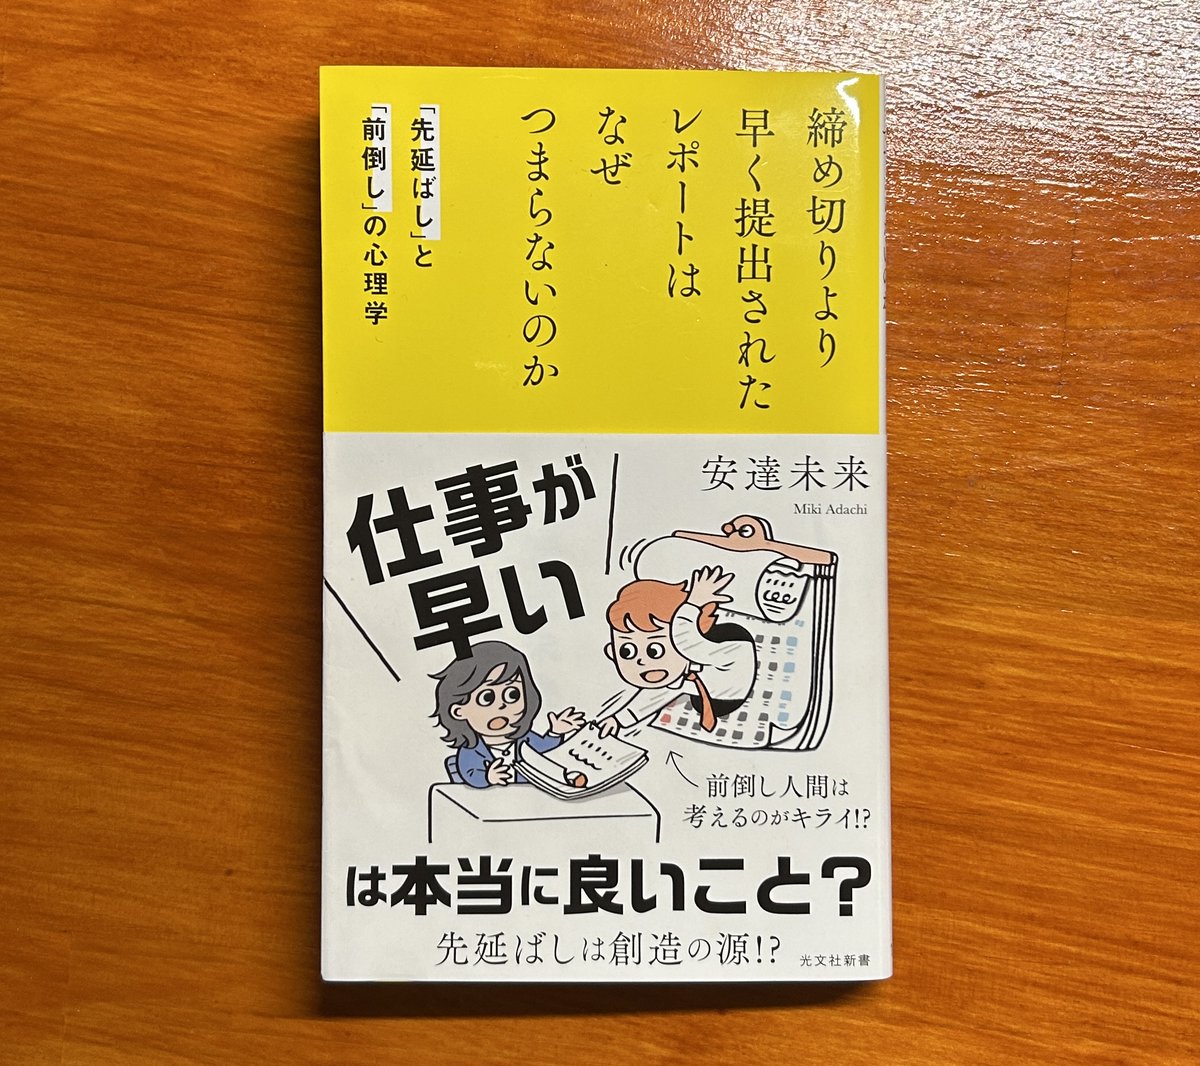 締め切りより
早く提出された
レポートは
なぜ
つまらないのか
「先延ばし」と
「前倒し」の心理学
安達未来
Miki Adachi
仕事が
早い
前倒し人間は
考えるのがキライ!?
は本当に良いこと？
先延ばしは創造の源!?
光文社新書